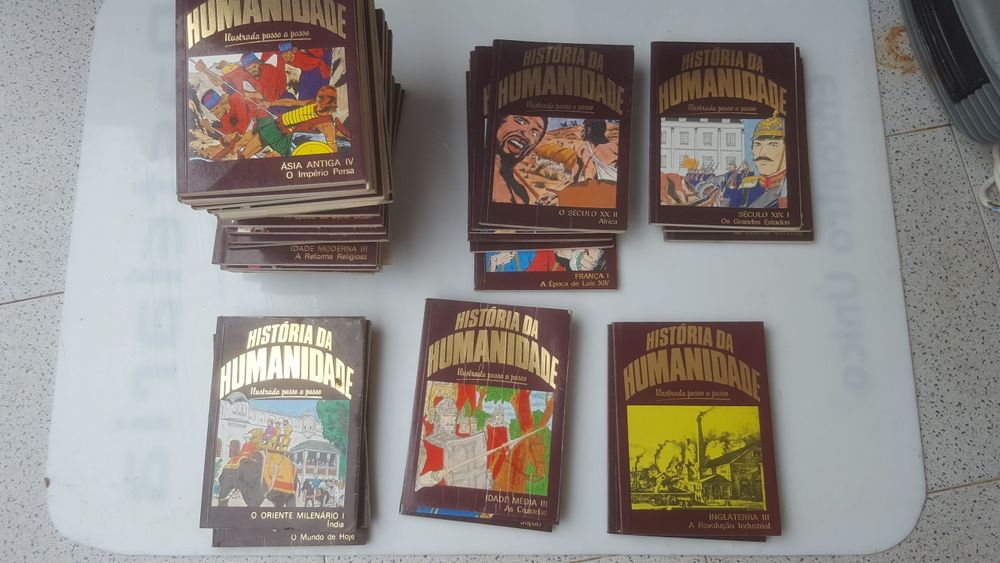 HUMANIDADE
Ilustrada passo a passo
ÁSIA ANTIGA IV
O Império Persa
IDADE MODERNA III
A Reforma Religiosa
HISTÓRIA DA
HUMANIDADE
Ilustrada passo a passo
O SÉCULO XX II
África
FRANÇA I
A Época de Luís XIV
HISTÓRIA DA
HUMANIDADE
Ilustrada passo a passo
SÉCULO XIX I
Os Grandes Estados
HISTÓRIA DA
HUMANIDADE
Ilustrada passo a passo
O ORIENTE MILENÁRIO I
Índia
O Mundo de Hoje
HISTÓRIA DA
HUMANIDADE
Ilustrada passo a passo
IDADE MÉDIA III
As Cruzadas
HISTÓRIA DA
HUMANIDADE
Ilustrada passo a passo
INGLATERRA III
A Revolução Industrial